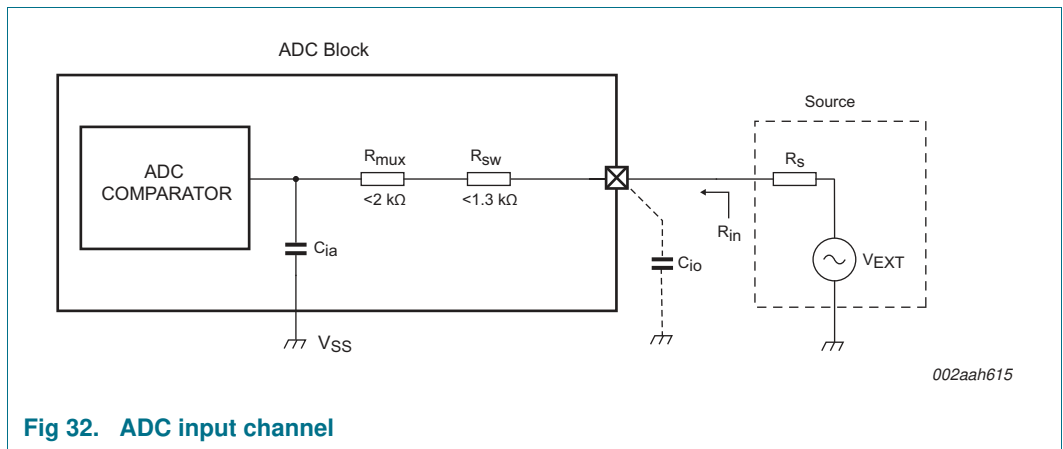 ADC Block
Source
ADC
COMPARATOR
Rmux
<2 kΩ
Rsw
<1.3 kΩ
Rs
Rin
Cia
Cio
VEXT
VSS
002aah615
Fig 32. ADC input channel